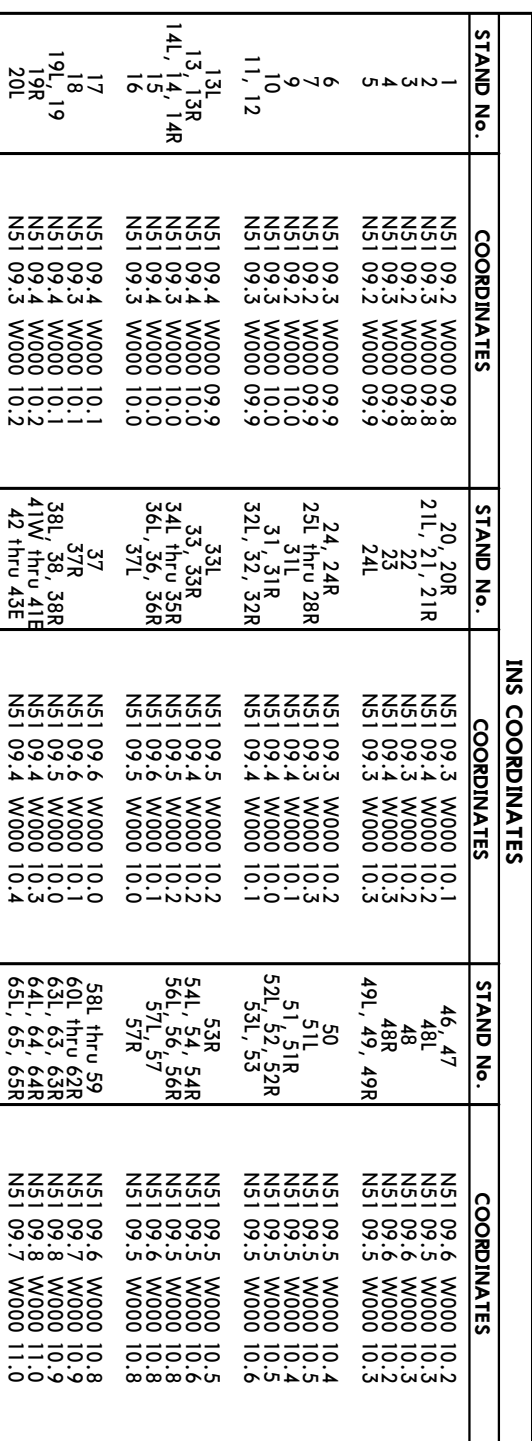 INS COORDINATES
STAND No. COORDINATES STAND No. COORDINATES STAND No. COORDINATES
1 N51 09.2 W000 09.8 20, 20R N51 09.3 W000 10.1 46, 47 N51 09.6 W000 10.2
2 N51 09.3 W000 09.8 21L, 21, 21R N51 09.4 W000 10.2 48L N51 09.5 W000 10.3
3 N51 09.2 W000 09.8 22 N51 09.3 W000 10.2 48 N51 09.6 W000 10.3
4 N51 09.3 W000 09.9 23 N51 09.4 W000 10.3 48R N51 09.6 W000 10.2
5 N51 09.2 W000 09.9 24L N51 09.3 W000 10.3 49L, 49, 49R N51 09.5 W000 10.3
6 N51 09.3 W000 09.9 24, 24R N51 09.3 W000 10.2 50 N51 09.5 W000 10.4
7 N51 09.2 W000 09.9 25L thru 28R N51 09.3 W000 10.3 51L N51 09.5 W000 10.5
9 N51 09.2 W000 10.0 31L N51 09.4 W000 10.1 51, 51R N51 09.5 W000 10.4
10 N51 09.3 W000 10.0 31, 31R N51 09.4 W000 10.0 52L, 52, 52R N51 09.5 W000 10.5
11, 12 N51 09.3 W000 09.9 32L, 32, 32R N51 09.4 W000 10.1 53L, 53 N51 09.5 W000 10.6
13L N51 09.4 W000 09.9 33L N51 09.5 W000 10.2 53R N51 09.5 W000 10.5
13, 13R N51 09.4 W000 10.0 33, 33R N51 09.4 W000 10.2 54L, 54, 54R N51 09.5 W000 10.6
14L, 14, 14R N51 09.3 W000 10.0 34L thru 35R N51 09.5 W000 10.2 56L, 56, 56R N51 09.5 W000 10.8
15 N51 09.4 W000 10.0 36L, 36, 36R N51 09.6 W000 10.1 57L, 57 N51 09.6 W000 10.8
16 N51 09.3 W000 10.0 37L N51 09.5 W000 10.0 57R N51 09.5 W000 10.8
17 N51 09.4 W000 10.1 37 N51 09.6 W000 10.0 58L thru 59 N51 09.6 W000 10.8
18 N51 09.3 W000 10.1 37R N51 09.6 W000 10.1 60L thru 62R N51 09.7 W000 10.9
19L, 19 N51 09.4 W000 10.1 38L, 38, 38R N51 09.5 W000 10.0 63L, 63, 63R N51 09.8 W000 10.9
19R N51 09.4 W000 10.2 41W thru 41E N51 09.4 W000 10.3 64L, 64, 64R N51 09.8 W000 11.0
20L N51 09.3 W000 10.2 42 thru 43E N51 09.4 W000 10.4 65L, 65, 65R N51 09.7 W000 11.0